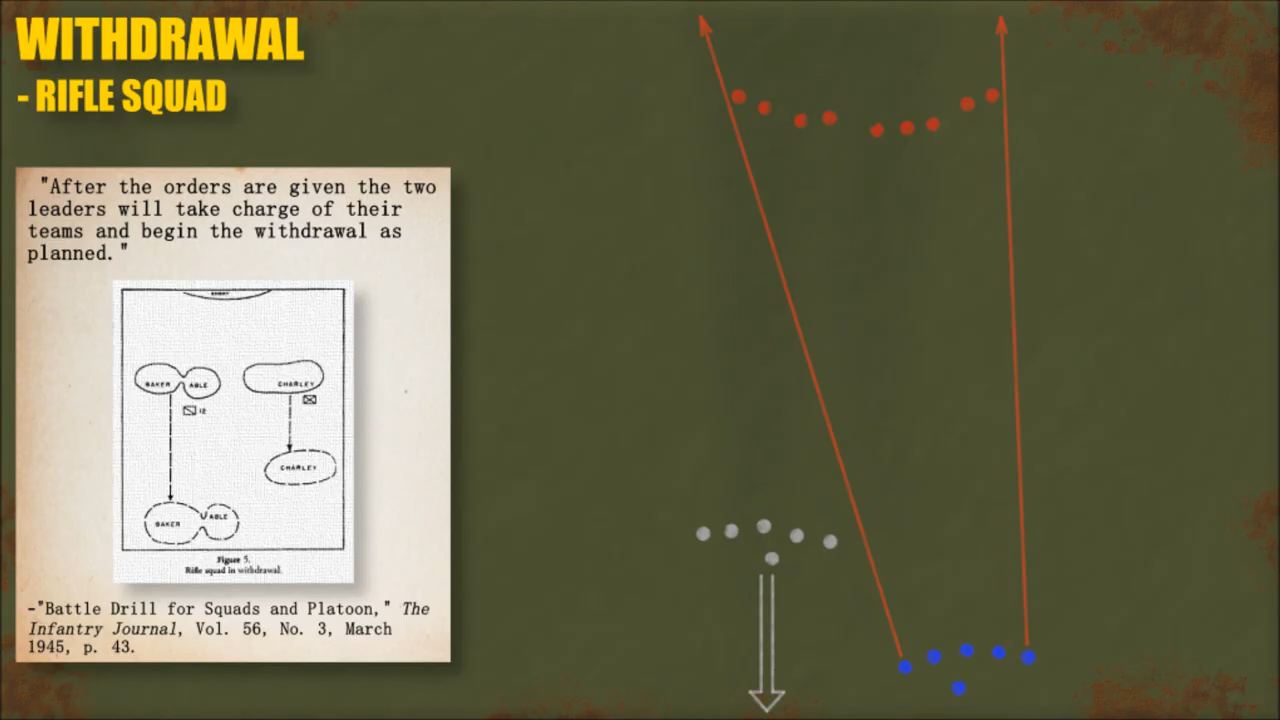 WITHDRAWAL
- RIFLE SQUAD
"After the orders are given the two
leaders will take charge of their
teams and begin the withdrawal as
planned."
ENEMY
BAKER ABLE CHARLEY
12
CHARLEY
BAKER ABLE
Figure 5.
Rifle squad in withdrawal.
-"Battle Drill for Squads and Platoon," The
Infantry Journal, Vol. 56, No. 3, March
1945, p. 43.